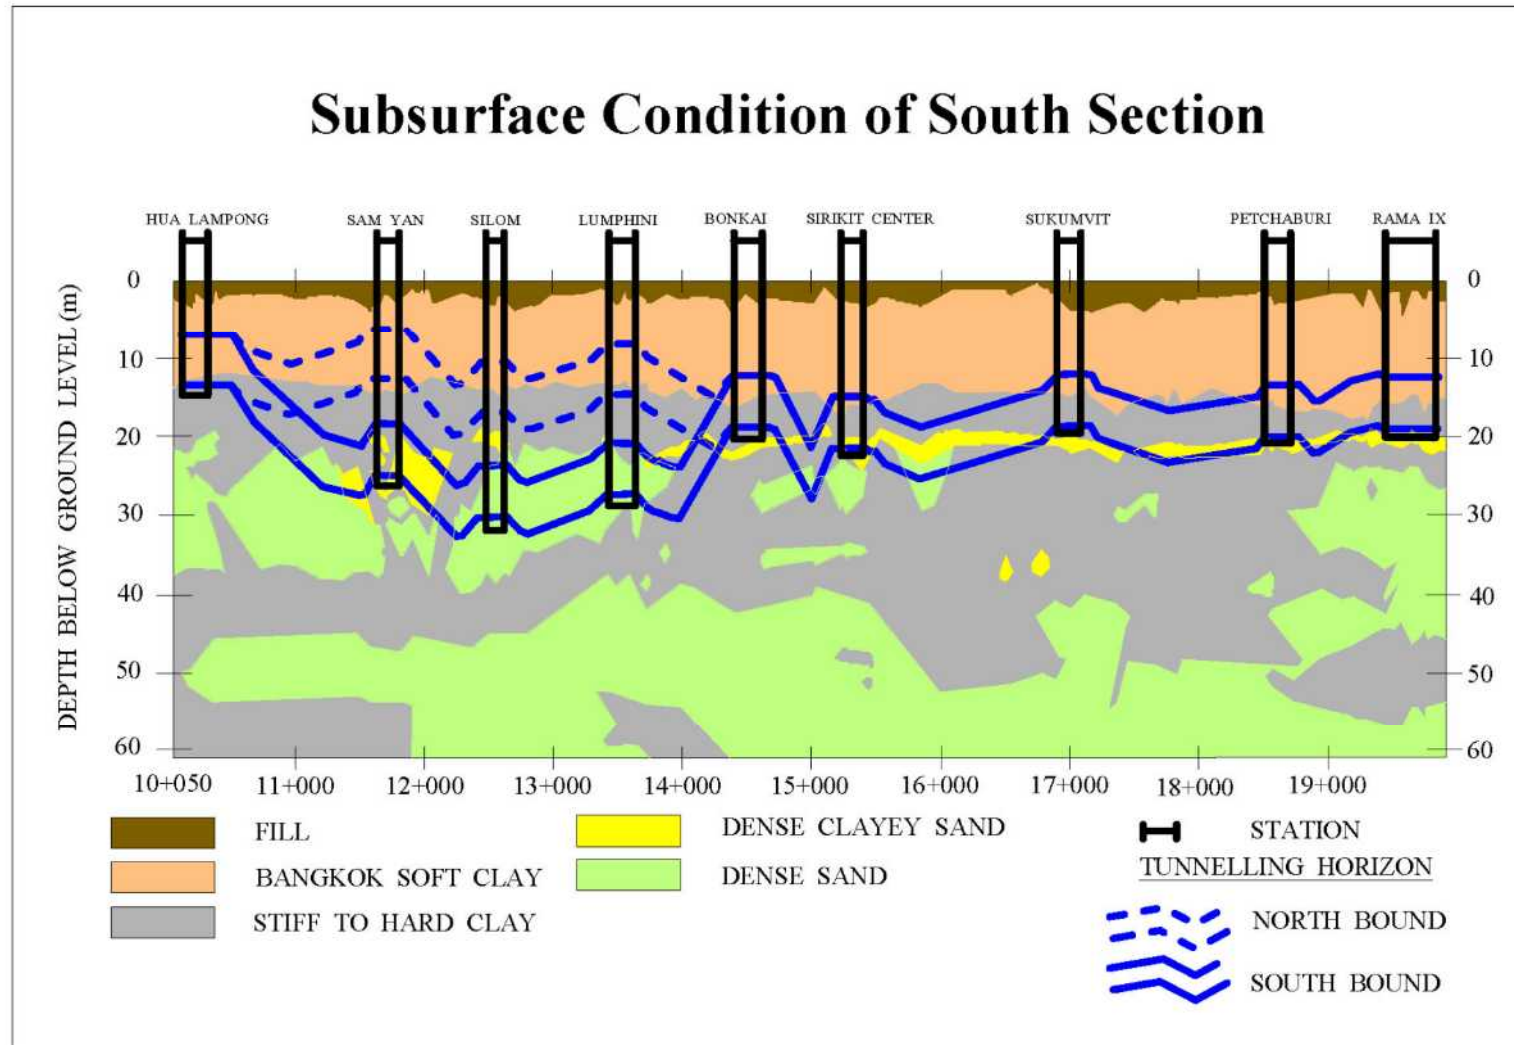 Subsurface Condition of South Section
HUA LAMPONG
SAM YAN
SILOM
LUMPHINI
BONKAI
SIRIKIT CENTER
SUKUMVIT
PETCHABURI
RAMA IX
DEPTH BELOW GROUND LEVEL (m)
0
10
20
30
40
50
60
0
10
20
30
40
50
60
10+050
11+000
12+000
13+000
14+000
15+000
16+000
17+000
18+000
19+000
FILL
BANGKOK SOFT CLAY
STIFF TO HARD CLAY
DENSE CLAYEY SAND
DENSE SAND
STATION
TUNNELLING HORIZON
NORTH BOUND
SOUTH BOUND